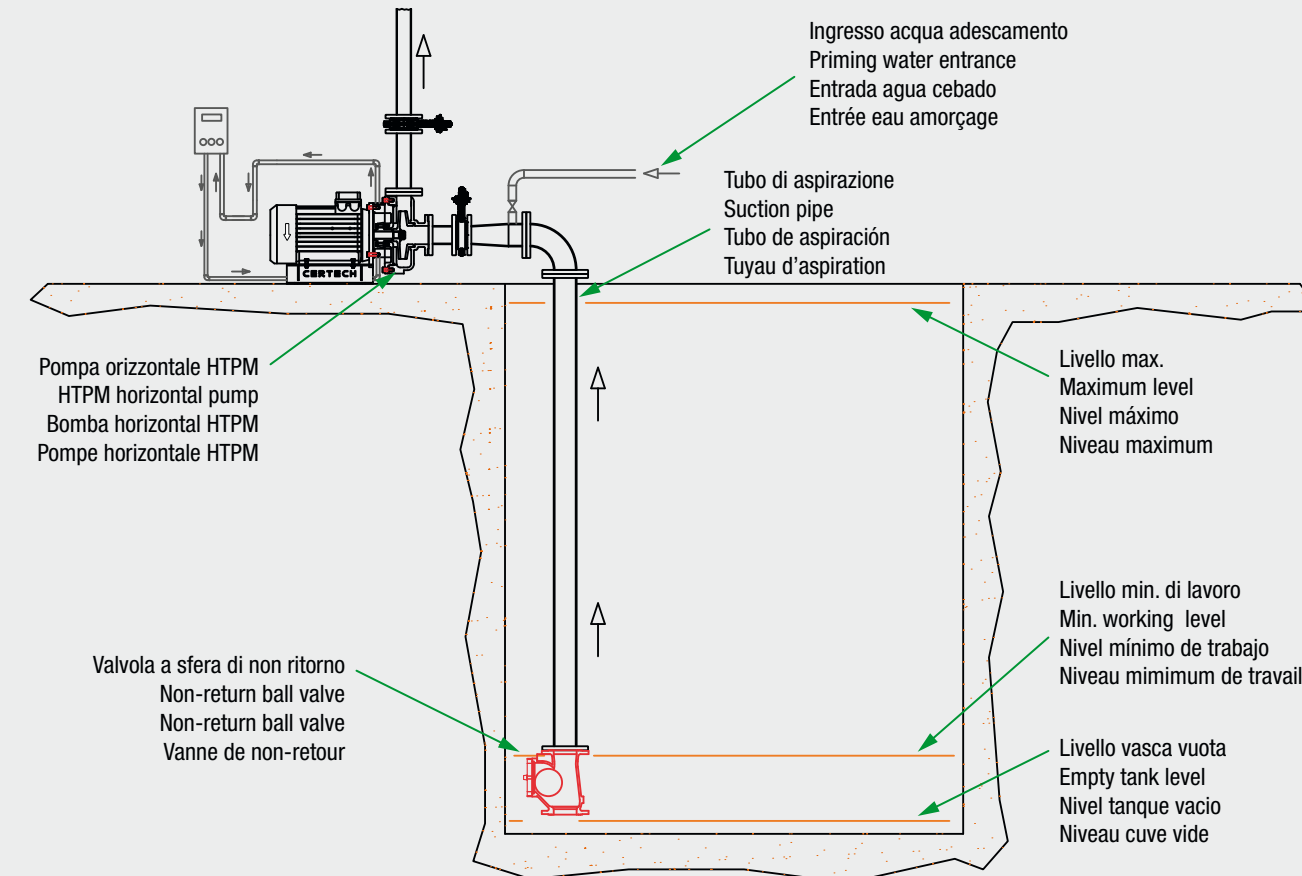 Ingresso acqua adescamento
Priming water entrance
Entrada agua cebado
Entrée eau amorçage
Tubo di aspirazione
Suction pipe
Tubo de aspiración
Tuyau d’aspiration
CERTECH
Pompa orizzontale HTPM
HTPM horizontal pump
Bomba horizontal HTPM
Pompe horizontale HTPM
Livello max.
Maximum level
Nivel máximo
Niveau maximum
Livello min. di lavoro
Min. working level
Nivel mínimo de trabajo
Niveau mimimum de travail
Valvola a sfera di non ritorno
Non-return ball valve
Non-return ball valve
Vanne de non-retour
Livello vasca vuota
Empty tank level
Nivel tanque vacio
Niveau cuve vide